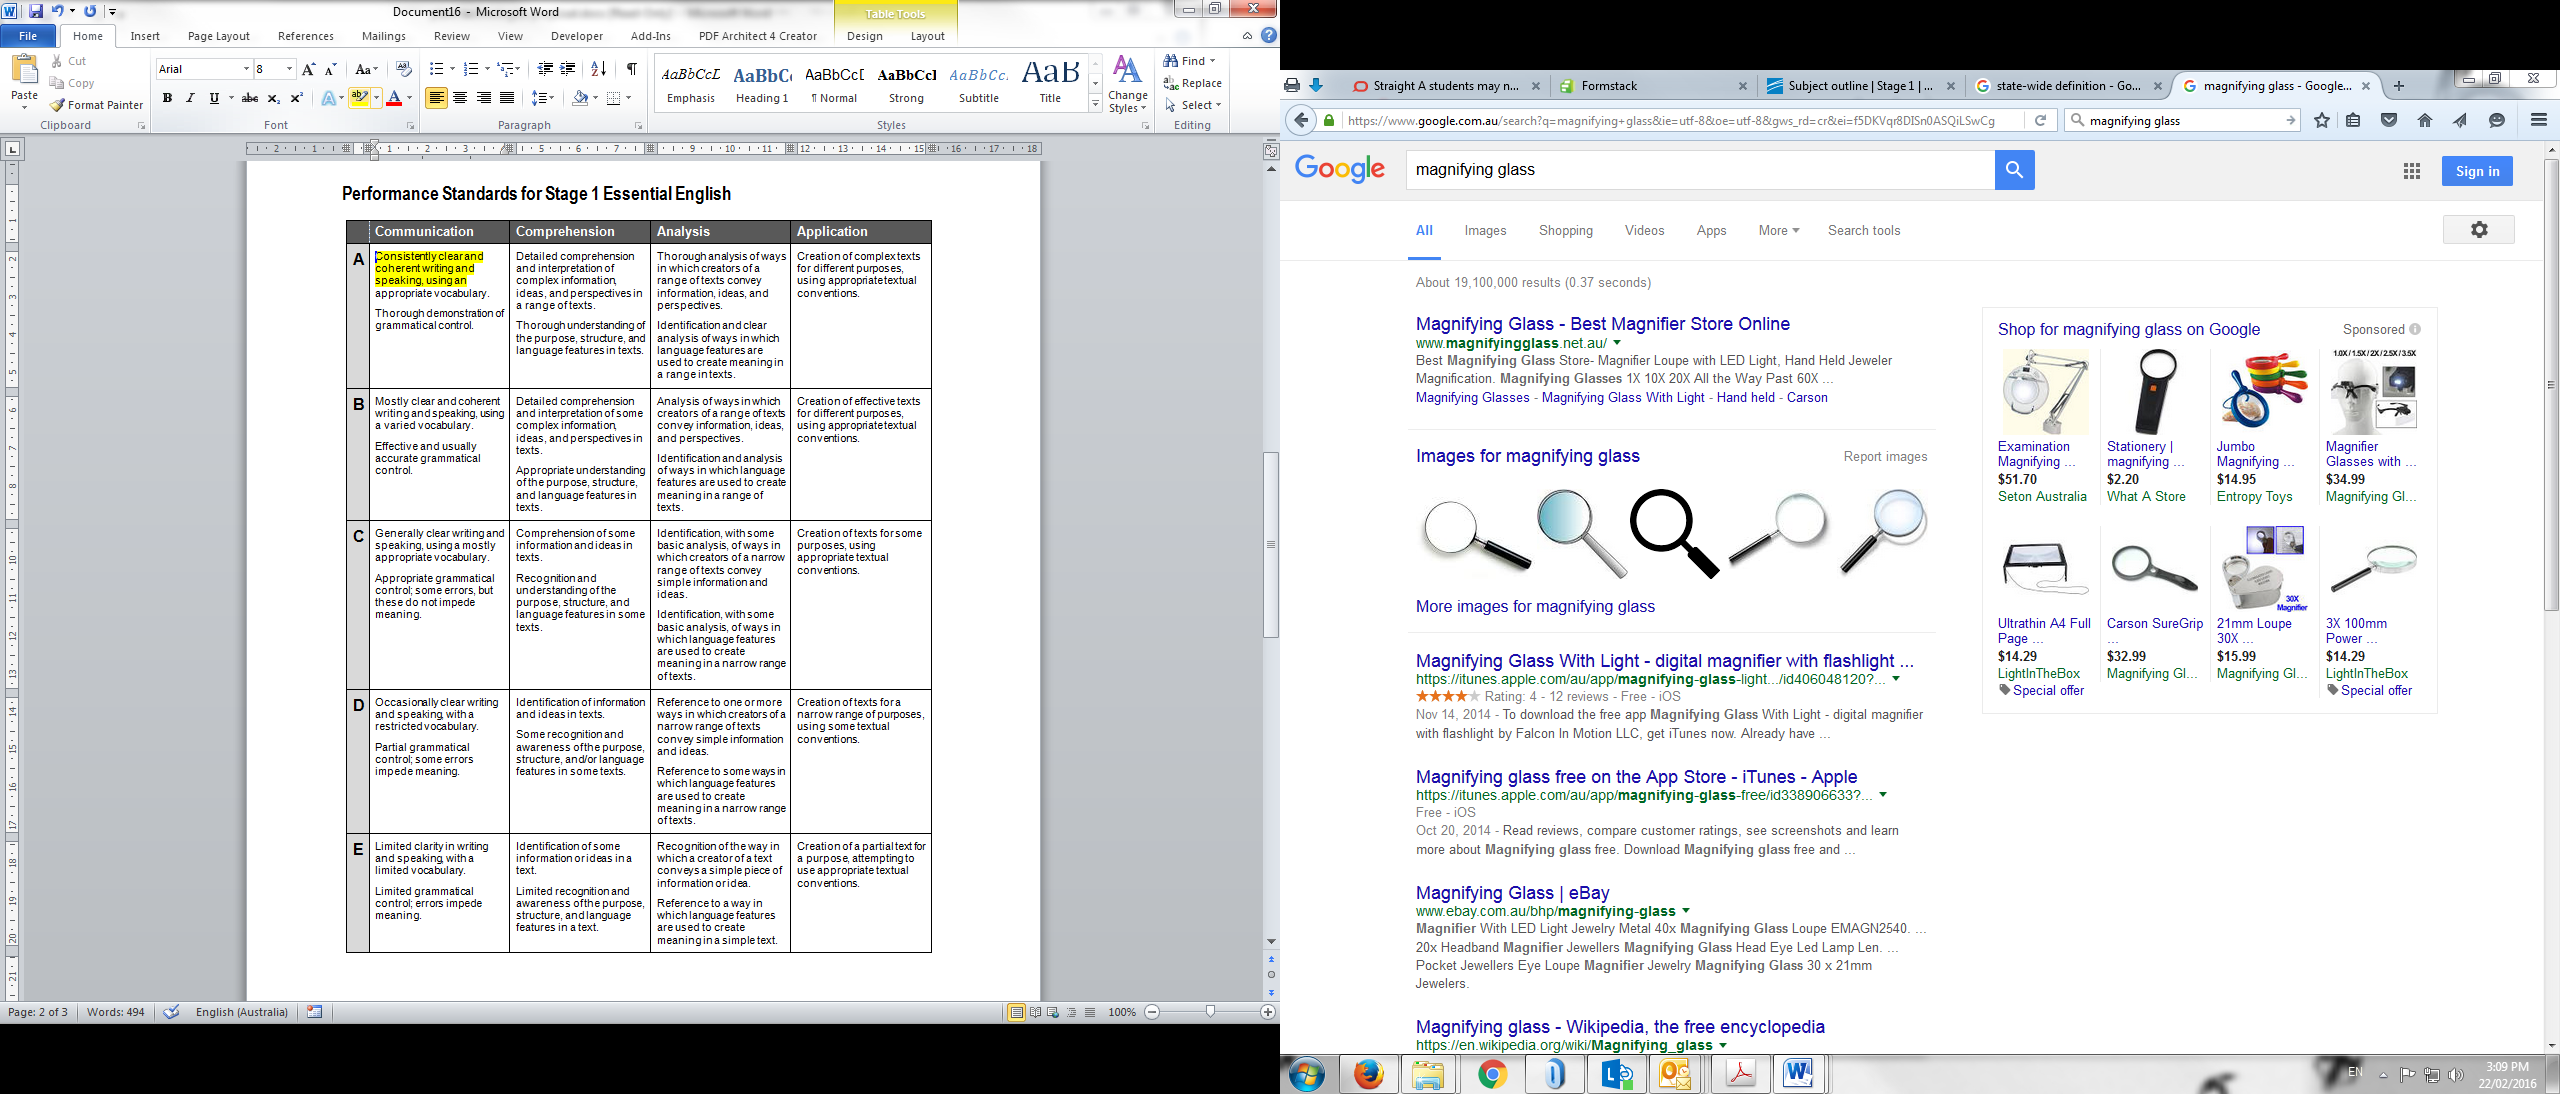 Document16 - Microsoft Word
Table Tools
File Home Insert Page Layout References Mailings Review View Developer Add-Ins PDF Architect 4 Creator Design Layout
Paste
Cut
Copy
Format Painter
Clipboard
Arial 8
Font
Paragraph
AaBbCcL AaBbC AaBbCcI AaBbCcI AaBbCc AaB
Emphasis Heading 1 ¶ Normal Strong Subtitle Title
Change
Styles
Styles
Find
Replace
Select
Editing
Performance Standards for Stage 1 Essential English
Communication Comprehension Analysis Application
A
Consistently clear and
coherent writing and
speaking, using an
appropriate vocabulary.
Thorough demonstration of
grammatical control.
Detailed comprehension
and interpretation of
complex information,
ideas, and perspectives in
a range of texts.
Thorough understanding of
the purpose, structure, and
language features in texts.
Thorough analysis of ways
in which creators of a
range of texts convey
information, ideas, and
perspectives.
Identification and clear
analysis of ways in which
language features are
used to create meaning in
a range in texts.
Creation of complex texts
for different purposes,
using appropriate textual
conventions.
B
Mostly clear and coherent
writing and speaking, using
a varied vocabulary.
Effective and usually
accurate grammatical
control.
Detailed comprehension
and interpretation of some
complex information,
ideas, and perspectives in
texts.
Appropriate understanding
of the purpose, structure,
and language features in
texts.
Analysis of ways in which
creators of a range of texts
convey information, ideas,
and perspectives.
Identification and analysis
of ways in which language
features are used to create
meaning in a range of
texts.
Creation of effective texts
for different purposes,
using appropriate textual
conventions.
C
Generally clear writing and
speaking, using a mostly
appropriate vocabulary.
Appropriate grammatical
control; some errors, but
these do not impede
meaning.
Comprehension of some
information and ideas in
texts.
Recognition and
understanding of the
purpose, structure, and
language features in some
texts.
Identification, with some
basic analysis, of ways in
which creators of a narrow
range of texts convey
simple information and
ideas.
Identification, with some
basic analysis, of ways in
which language features
are used to create
meaning in a narrow range
of texts.
Creation of texts for some
purposes, using
appropriate textual
conventions.
D
Occasionally clear writing
and speaking, with a
restricted vocabulary.
Partial grammatical
control; some errors
impede meaning.
Identification of information
and ideas in texts.
Some recognition and
awareness of the purpose,
structure, and/or language
features in some texts.
Reference to one or more
ways in which creators of a
narrow range of texts
convey simple information
and ideas.
Reference to some ways in
which language features
are used to create
meaning in a narrow range
of texts.
Creation of texts for a
narrow range of purposes,
using some textual
conventions.
E
Limited clarity in writing
and speaking, with a
limited vocabulary.
Limited grammatical
control; errors impede
meaning.
Identification of some
information or ideas in a
text.
Limited recognition and
awareness of the purpose,
structure, and language
features in a text.
Recognition of the way in
which a creator of a text
conveys a simple piece of
information or idea.
Reference to a way in
which language features
are used to create
meaning in a simple text.
Creation of a partial text for
a purpose, attempting to
use appropriate textual
conventions.
Page: 2 of 3 Words: 494 English (Australia) 100%
Straight A students may n... Formstack Subject outline | Stage 1 | ... state-wide definition - Go... magnifying glass - Google...
https://www.google.com.au/search?q=magnifying+glass&ie=utf-8&oe=utf-8&gws_rd=cr&ei=f5DKVqr8DISn0ASQiLSwCg
magnifying glass
Google
magnifying glass
Sign in
All Images Shopping Videos Apps More Search tools
About 19,100,000 results (0.37 seconds)
Magnifying Glass - Best Magnifier Store Online
www.magnifyingglass.net.au/
Best Magnifying Glass Store- Magnifier Loupe with LED Light, Hand Held Jeweler
Magnification. Magnifying Glasses 1X 10X 20X All the Way Past 60X ...
Magnifying Glasses - Magnifying Glass With Light - Hand held - Carson
Images for magnifying glass Report images
More images for magnifying glass
Magnifying Glass With Light - digital magnifier with flashlight ...
https://itunes.apple.com/au/app/magnifying-glass-light.../id406048120?...
Rating: 4 - 12 reviews - Free - iOS
Nov 14, 2014 - To download the free app Magnifying Glass With Light - digital magnifier
with flashlight by Falcon In Motion LLC, get iTunes now. Already have ...
Magnifying glass free on the App Store - iTunes - Apple
https://itunes.apple.com/au/app/magnifying-glass-free/id338906633?...
Free - iOS
Oct 20, 2014 - Read reviews, compare customer ratings, see screenshots and learn
more about Magnifying glass free. Download Magnifying glass free and ...
Magnifying Glass | eBay
www.ebay.com.au/bhp/magnifying-glass
Magnifier With LED Light Jewelry Metal 40x Magnifying Glass Loupe EMAGN2540. ...
20x Headband Magnifier Jewellers Magnifying Glass Head Eye Led Lamp Len. ...
Pocket Jewellers Eye Loupe Magnifier Jewelry Magnifying Glass 30 x 21mm
Jewelers.
Magnifying glass - Wikipedia, the free encyclopedia
https://en.wikipedia.org/wiki/Magnifying_glass
Shop for magnifying glass on Google Sponsored
1.0X / 1.5X / 2X / 2.5X / 3.5X
Examination
Magnifying ...
$51.70
Seton Australia
Stationery |
magnifying ...
$2.20
What A Store
Jumbo
Magnifying ...
$14.95
Entropy Toys
Magnifier
Glasses with ...
$34.99
Magnifying Gl...
30X
Magnifier
Ultrathin A4 Full
Page ...
$14.29
LightInTheBox
Special offer
Carson SureGrip
...
$32.99
Magnifying Gl...
21mm Loupe
30X ...
$15.99
Magnifying Gl...
3X 100mm
Power ...
$14.29
LightInTheBox
Special offer
EN
3:09 PM
22/02/2016